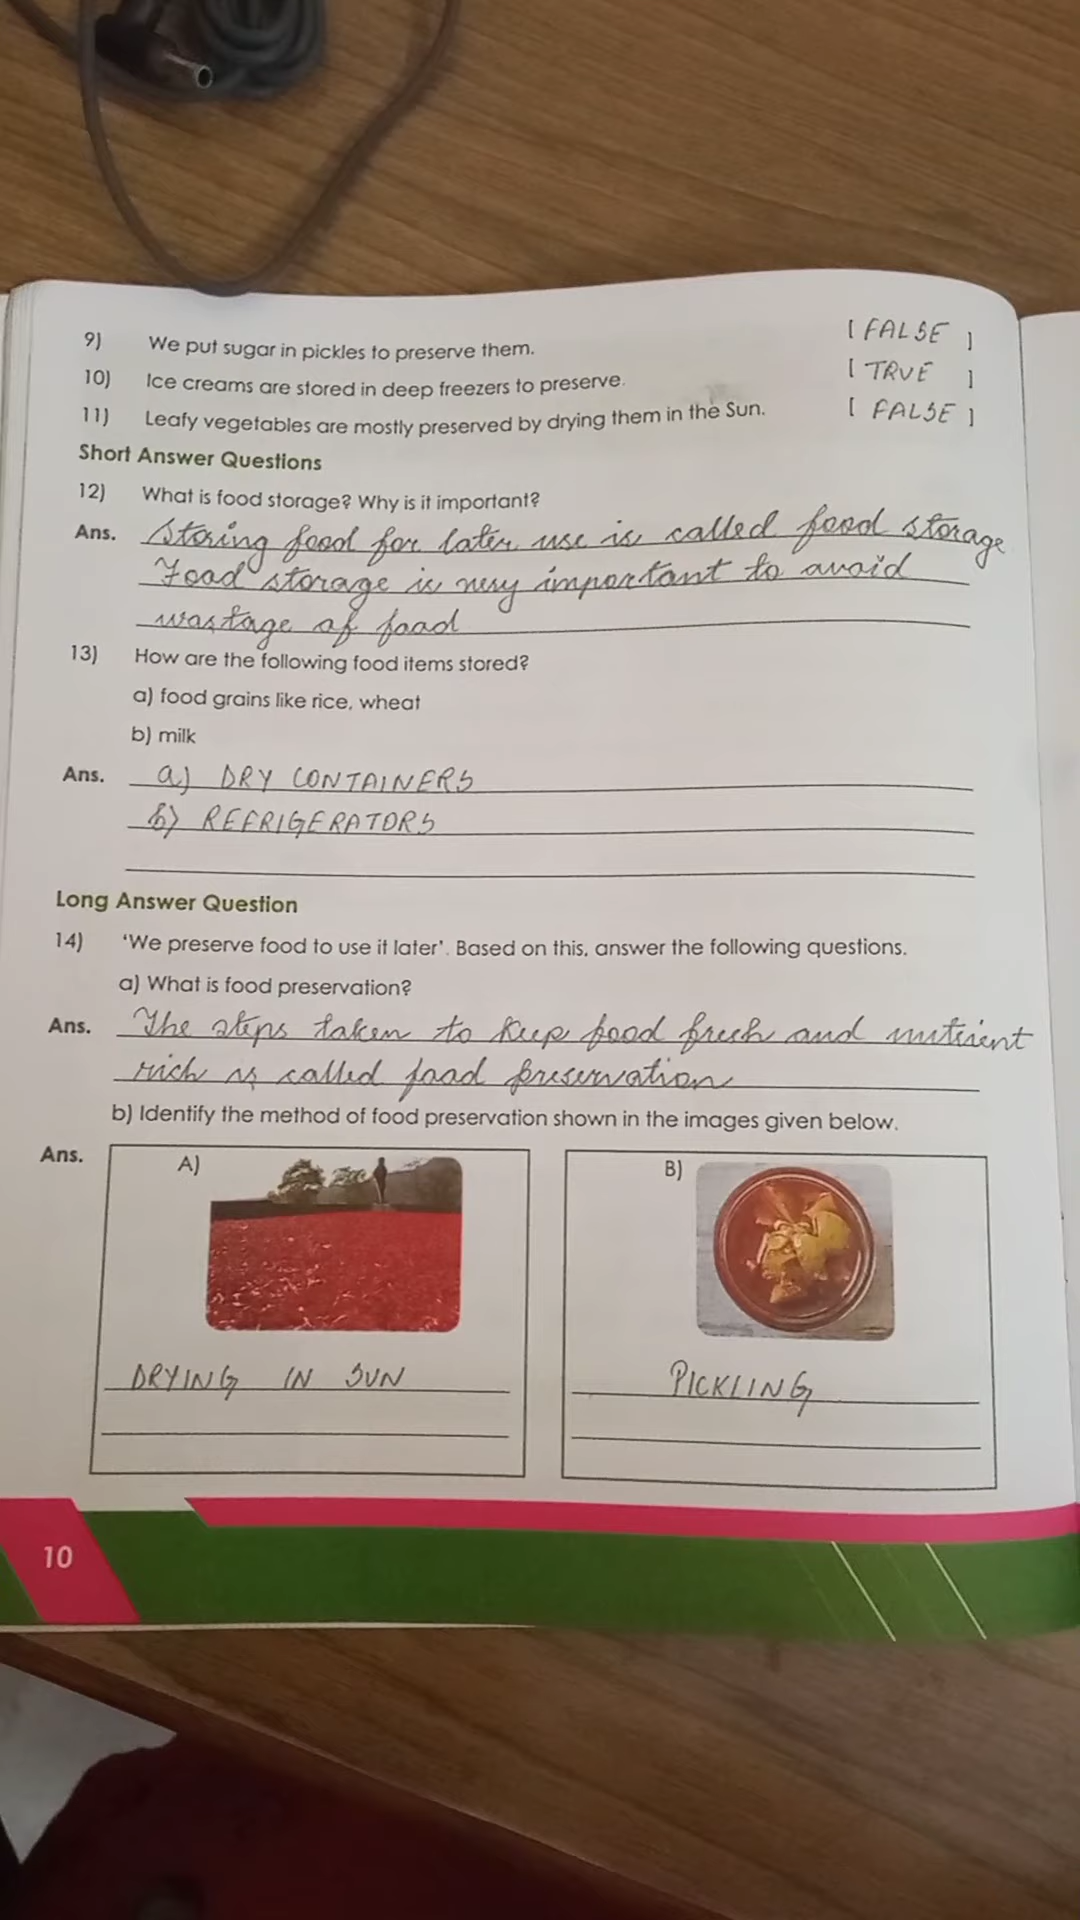 9) We put sugar in pickles to preserve them. [ FALSE ]
10) Ice creams are stored in deep freezers to preserve. [ TRUE ]
11) Leafy vegetables are mostly preserved by drying them in the Sun. [ FALSE ]
Short Answer Questions
12) What is food storage? Why is it important?
Ans. Storing food for later use is called food storage
Food storage is very important to avoid
wastage of food
13) How are the following food items stored?
a) food grains like rice, wheat
b) milk
Ans. a) DRY CONTAINERS
b) REFRIGERATORS
Long Answer Question
14) 'We preserve food to use it later'. Based on this, answer the following questions.
a) What is food preservation?
Ans. The steps taken to keep food fresh and nutrient
rich is called food preservation
b) Identify the method of food preservation shown in the images given below.
Ans. A) B)
DRYING IN SUN PICKLING
10